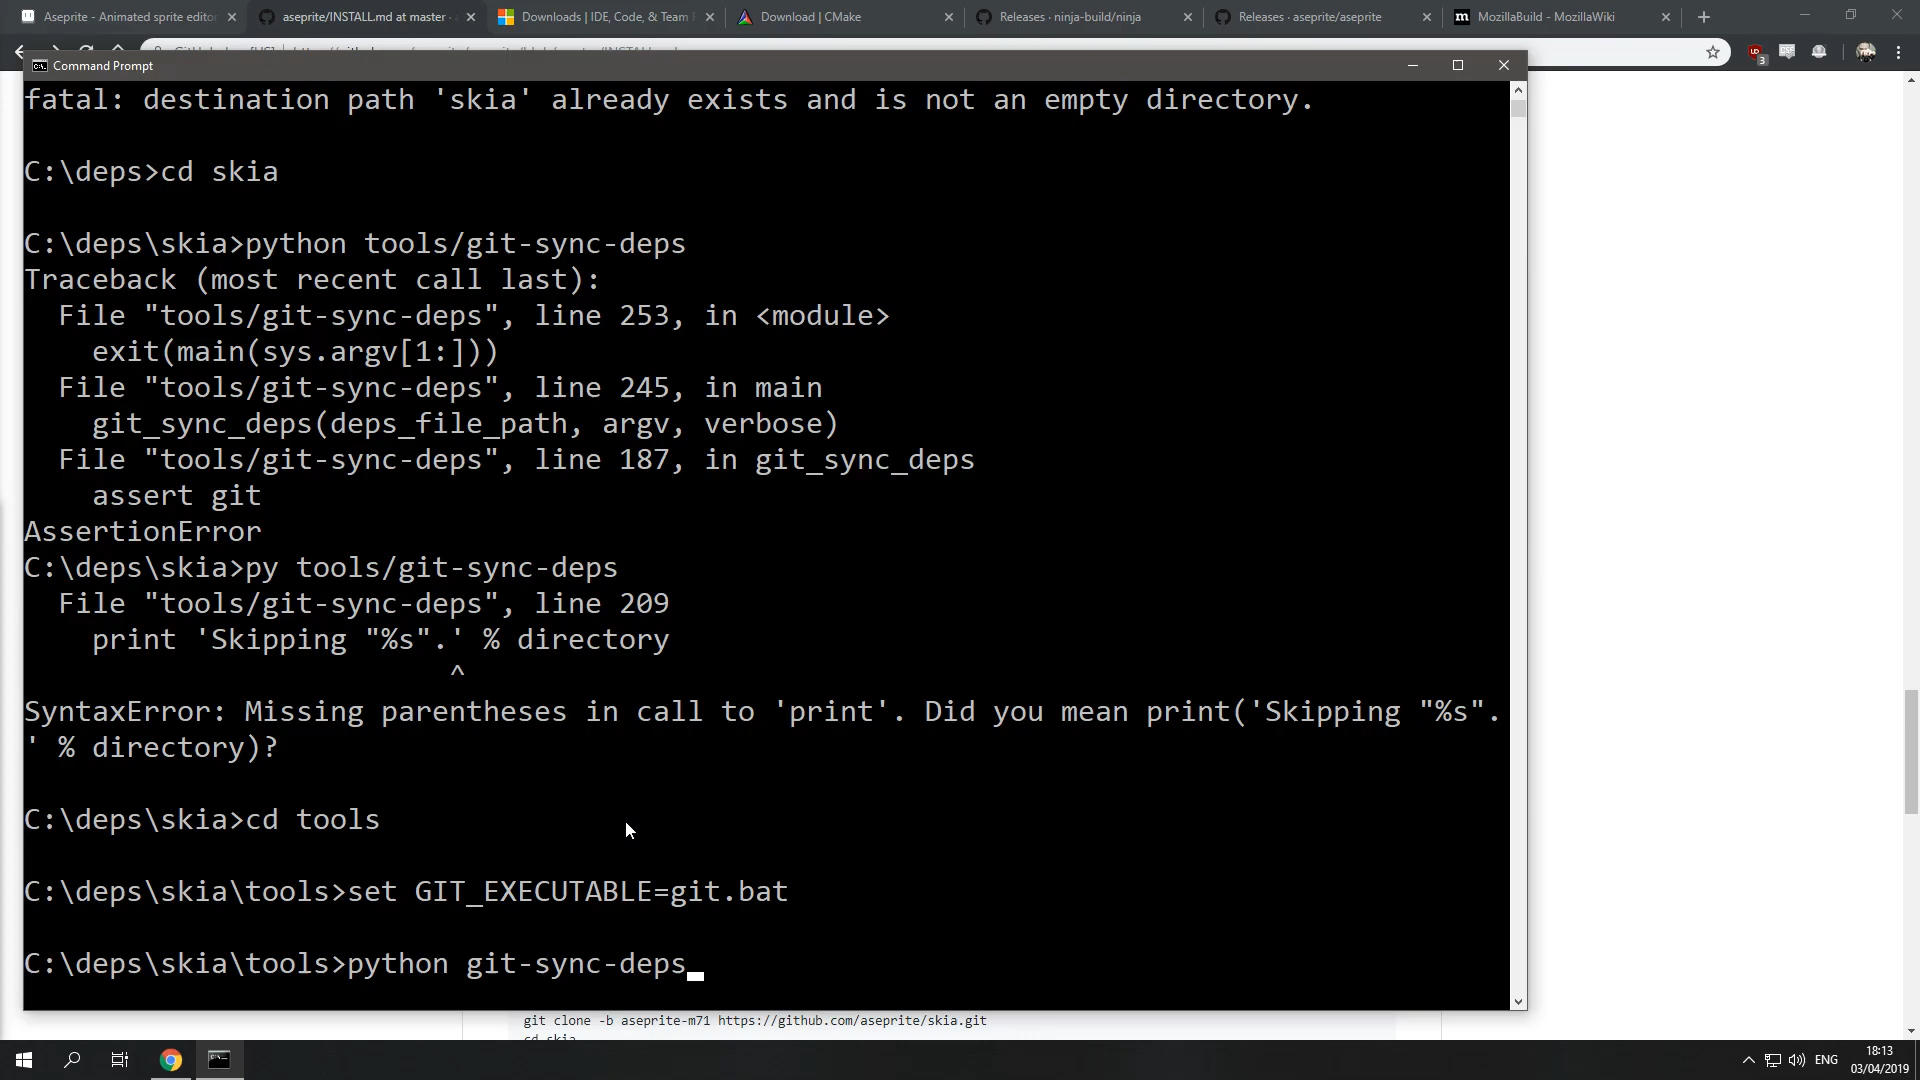 Aseprite - Animated sprite editor
aseprite/INSTALL.md at master ·
Downloads | IDE, Code, & Team
Download | CMake
Releases · ninja-build/ninja
Releases · aseprite/aseprite
MozillaBuild - MozillaWiki
3
Command Prompt
fatal: destination path 'skia' already exists and is not an empty directory.
C:\deps>cd skia
C:\deps\skia>python tools/git-sync-deps
Traceback (most recent call last):
File "tools/git-sync-deps", line 253, in <module>
exit(main(sys.argv[1:]))
File "tools/git-sync-deps", line 245, in main
git_sync_deps(deps_file_path, argv, verbose)
File "tools/git-sync-deps", line 187, in git_sync_deps
assert git
AssertionError
C:\deps\skia>py tools/git-sync-deps
File "tools/git-sync-deps", line 209
print 'Skipping "%s".' % directory
^
SyntaxError: Missing parentheses in call to 'print'. Did you mean print('Skipping "%s".
' % directory)?
C:\deps\skia>cd tools
C:\deps\skia\tools>set GIT_EXECUTABLE=git.bat
C:\deps\skia\tools>python git-sync-deps
git clone -b aseprite-m71 https://github.com/aseprite/skia.git
cd skia
ENG
18:13
03/04/2019